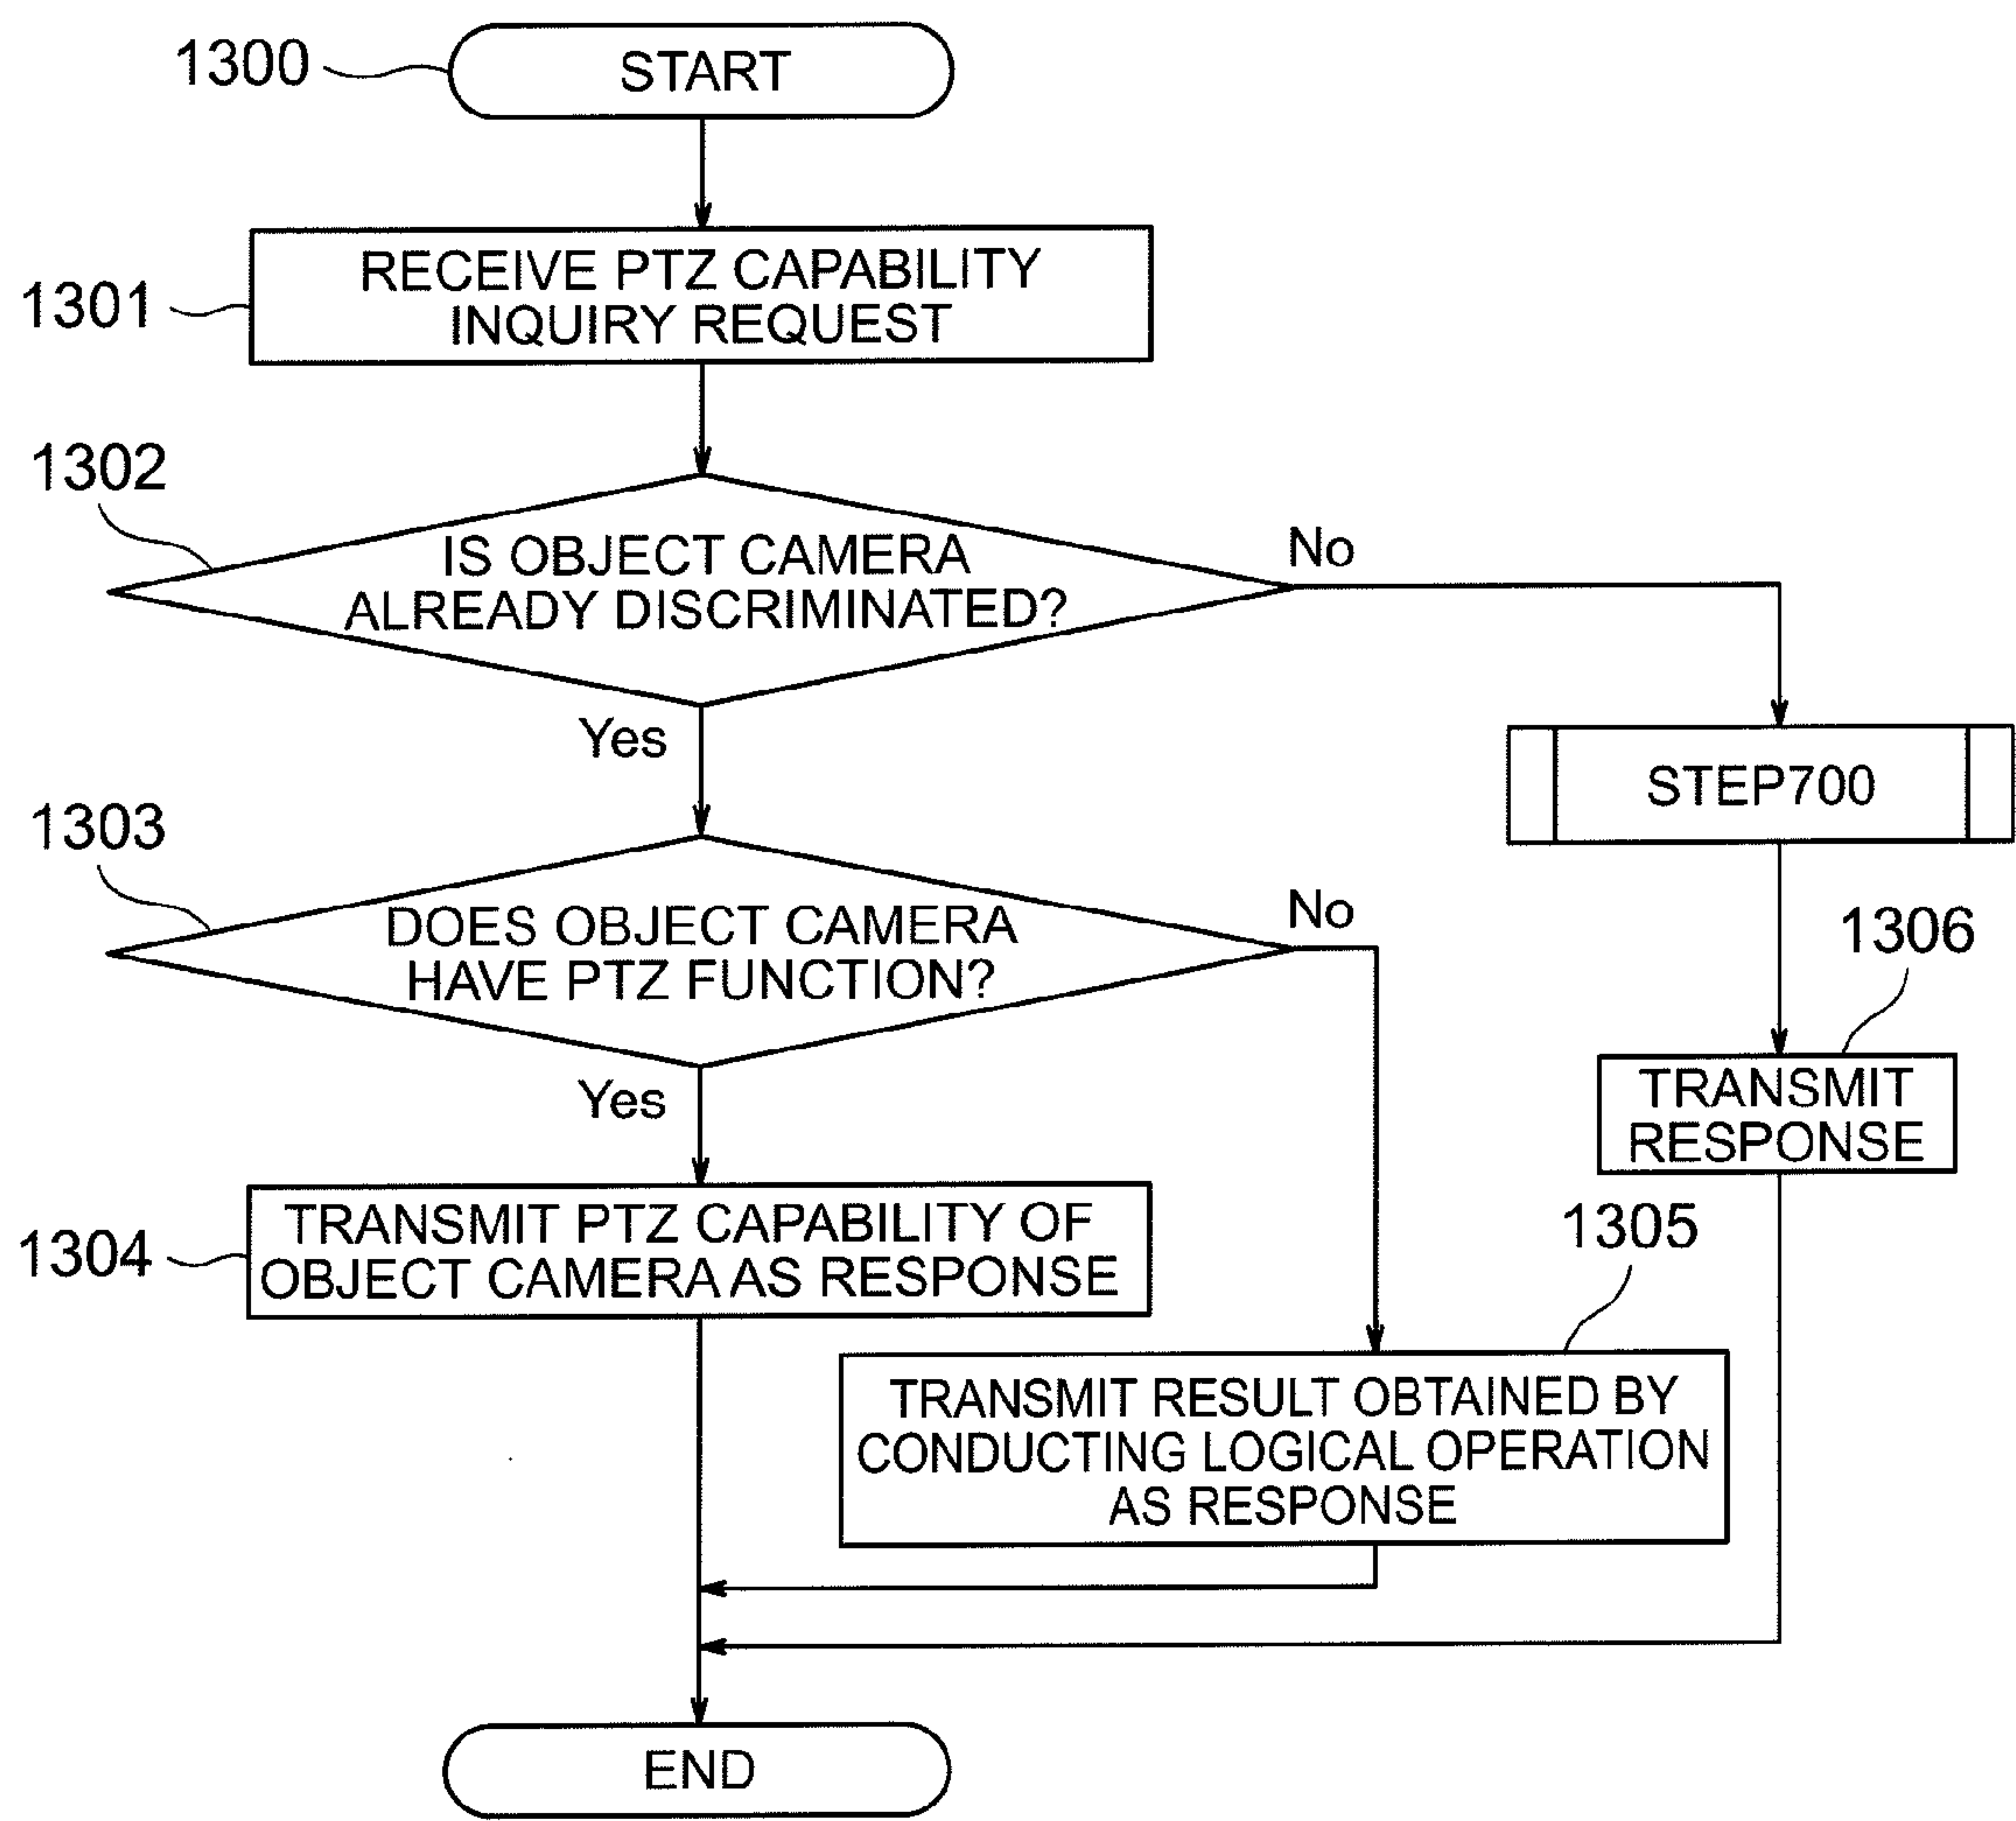 1300
START
1301
RECEIVE PTZ CAPABILITY
INQUIRY REQUEST
1302
IS OBJECT CAMERA
ALREADY DISCRIMINATED?
No
Yes
STEP700
1303
DOES OBJECT CAMERA
HAVE PTZ FUNCTION?
No
Yes
1306
TRANSMIT
RESPONSE
1304
TRANSMIT PTZ CAPABILITY OF
OBJECT CAMERA AS RESPONSE
1305
TRANSMIT RESULT OBTAINED BY
CONDUCTING LOGICAL OPERATION
AS RESPONSE
END